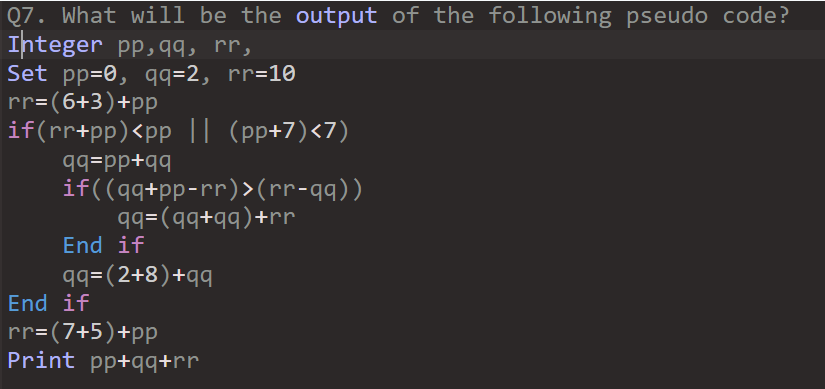 Q7. What will be the output of the following pseudo code?
Integer pp,qq, rr,
Set pp=0, qq=2, rr=10
rr=(6+3)+pp
if(rr+pp)<pp || (pp+7)<7)
    qq=pp+qq
    if((qq+pp-rr)>(rr-qq))
        qq=(qq+qq)+rr
    End if
    qq=(2+8)+qq
End if
rr=(7+5)+pp
Print pp+qq+rr